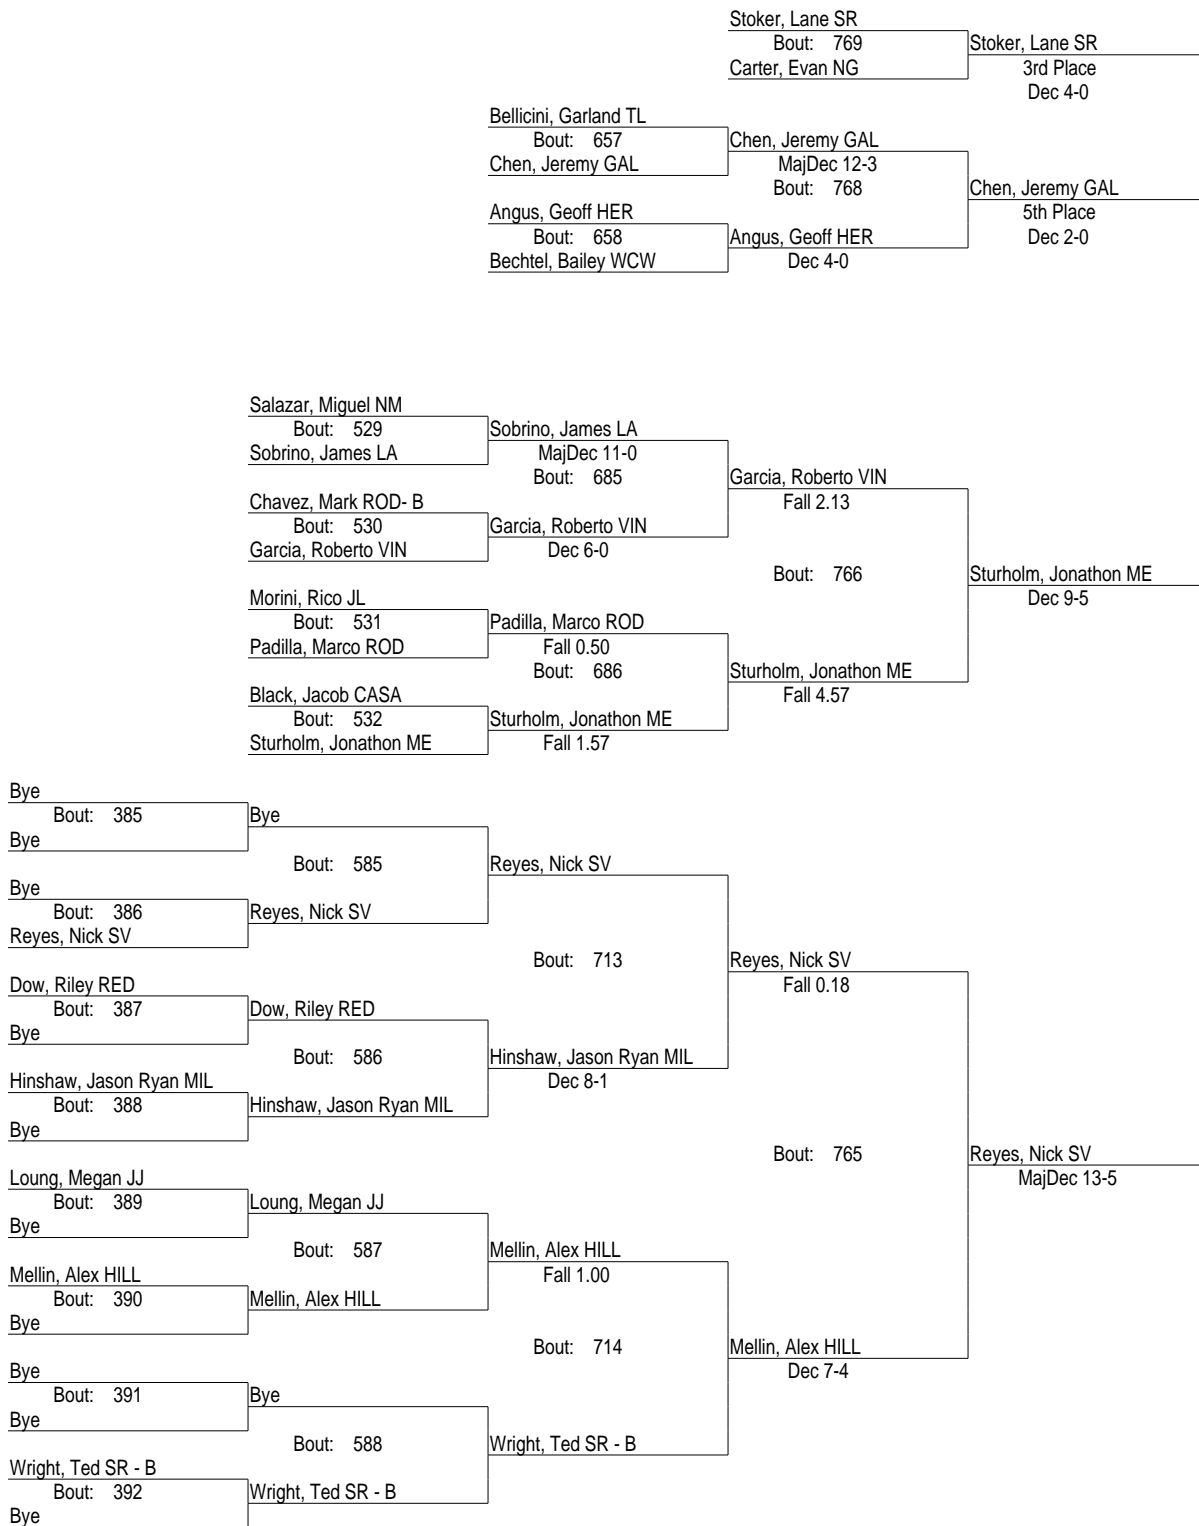 Stoker, Lane SR
Bout: 769
Carter, Evan NG
Stoker, Lane SR
3rd Place
Dec 4-0
Bellicini, Garland TL
Bout: 657
Chen, Jeremy GAL
Chen, Jeremy GAL
MajDec 12-3
Bout: 768
Chen, Jeremy GAL
5th Place
Dec 2-0
Angus, Geoff HER
Bout: 658
Bechtel, Bailey WCW
Angus, Geoff HER
Dec 4-0
Salazar, Miguel NM
Bout: 529
Sobrino, James LA
Sobrino, James LA
MajDec 11-0
Bout: 685
Garcia, Roberto VIN
Fall 2.13
Chavez, Mark ROD- B
Bout: 530
Garcia, Roberto VIN
Garcia, Roberto VIN
Dec 6-0
Bout: 766
Sturholm, Jonathon ME
Dec 9-5
Morini, Rico JL
Bout: 531
Padilla, Marco ROD
Padilla, Marco ROD
Fall 0.50
Bout: 686
Sturholm, Jonathon ME
Fall 4.57
Black, Jacob CASA
Bout: 532
Sturholm, Jonathon ME
Sturholm, Jonathon ME
Fall 1.57
Bye
Bout: 385
Bye
Bye
Bout: 585
Reyes, Nick SV
Bye
Bout: 386
Reyes, Nick SV
Reyes, Nick SV
Bout: 713
Reyes, Nick SV
Fall 0.18
Dow, Riley RED
Bout: 387
Bye
Dow, Riley RED
Bout: 586
Hinshaw, Jason Ryan MIL
Dec 8-1
Hinshaw, Jason Ryan MIL
Bout: 388
Bye
Hinshaw, Jason Ryan MIL
Bout: 765
Reyes, Nick SV
MajDec 13-5
Loung, Megan JJ
Bout: 389
Bye
Loung, Megan JJ
Bout: 587
Mellin, Alex HILL
Fall 1.00
Mellin, Alex HILL
Bout: 390
Bye
Mellin, Alex HILL
Bout: 714
Mellin, Alex HILL
Dec 7-4
Bye
Bout: 391
Bye
Bye
Bout: 588
Wright, Ted SR - B
Wright, Ted SR - B
Bout: 392
Bye
Wright, Ted SR - B